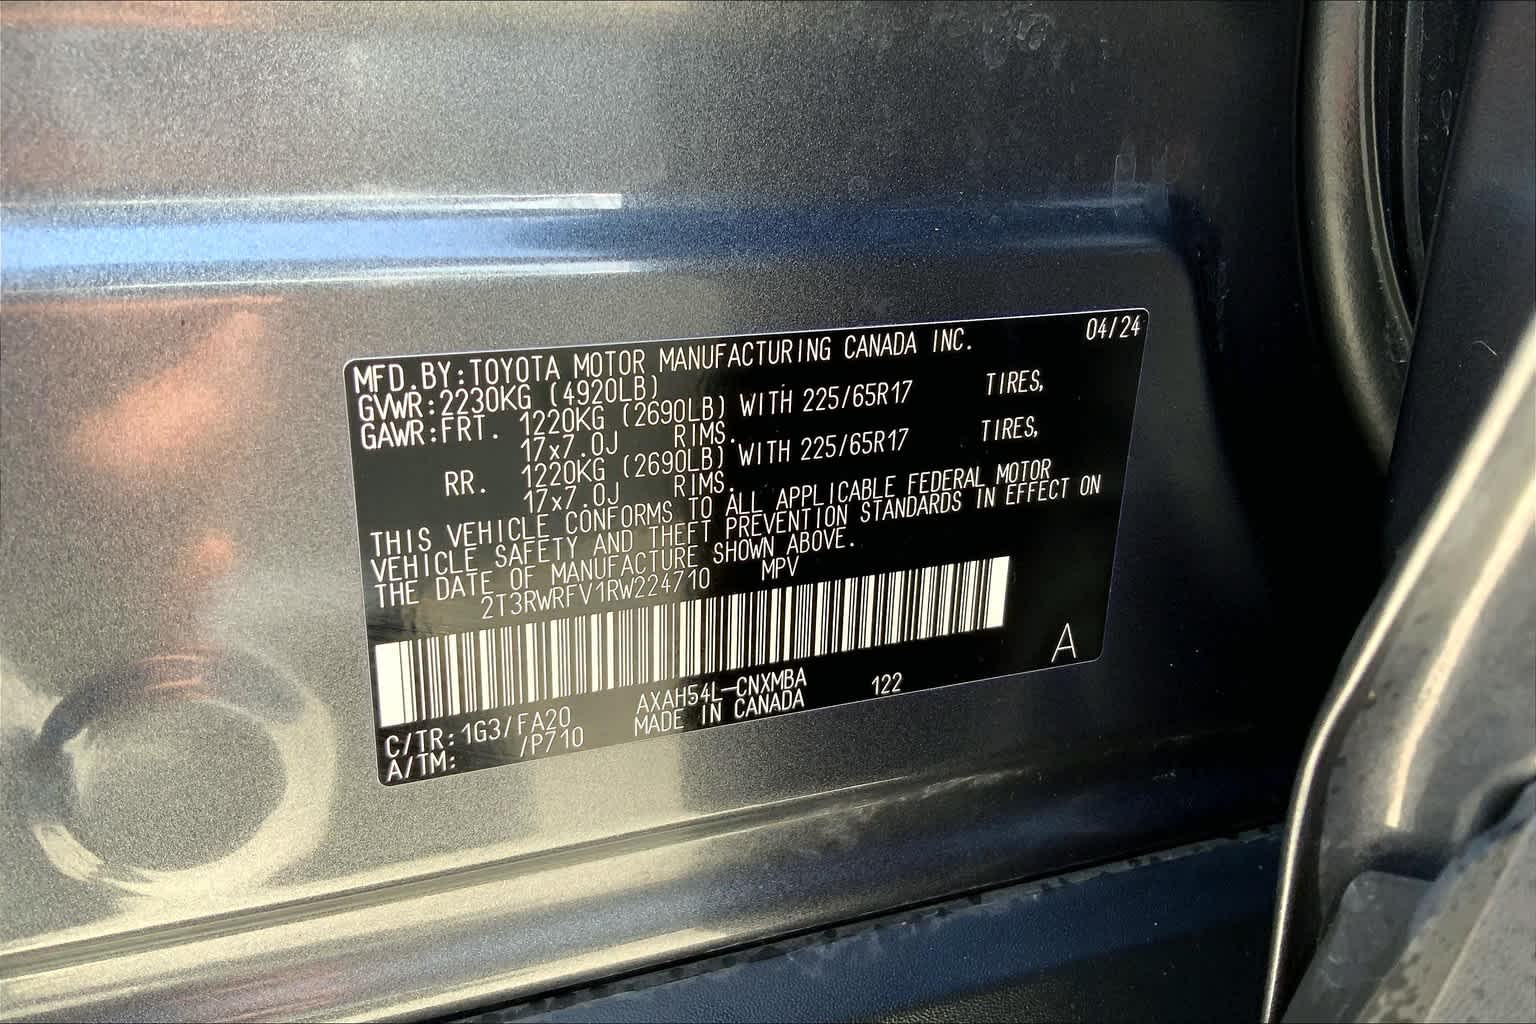 MFD.BY:TOYOTA MOTOR MANUFACTURING CANADA INC. 04/24
GVWR:2230KG (4920LB)
GAWR:FRT. 1220KG (2690LB) WITH 225/65R17 TIRES,
17x7.0J RIMS.
RR. 1220KG (2690LB) WITH 225/65R17 TIRES,
17x7.0J RIMS.
THIS VEHICLE CONFORMS TO ALL APPLICABLE FEDERAL MOTOR
VEHICLE SAFETY AND THEFT PREVENTION STANDARDS IN EFFECT ON
THE DATE OF MANUFACTURE SHOWN ABOVE.
2T3RWRFV1RW224710 MPV
A
C/TR:1G3/FA20 AXAH54L-CNXMBA 122
A/TM: /P710 MADE IN CANADA